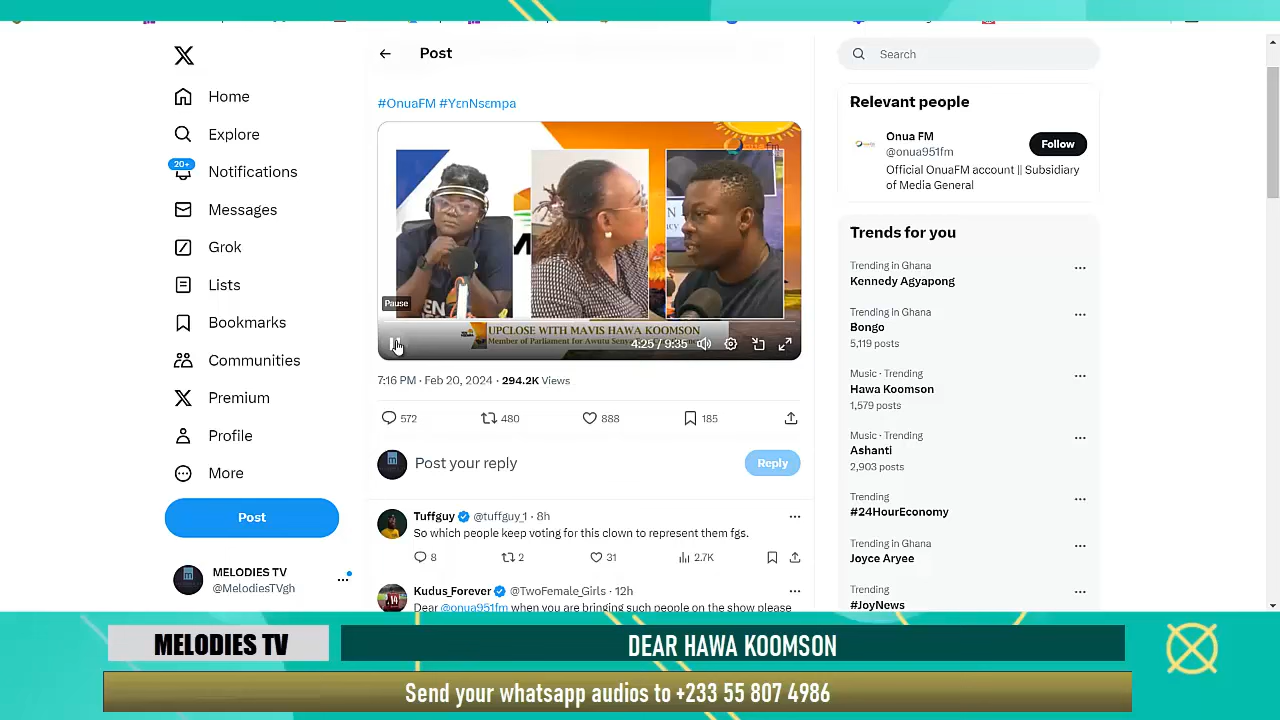 Home
Explore
20+
Notifications
Messages
Grok
Lists
Bookmarks
Communities
Premium
Profile
More
Post
MELODIES TV
@MelodiesTVgh
Post
#OnuaFM #YɛnNsɛmpa
Pause
UPCLOSE WITH MAVIS HAWA KOOMSON
Member of Parliament for Awutu Seny
4:25 / 9:35
7:16 PM · Feb 20, 2024 · 294.2K Views
572 480 888 185
Post your reply
Reply
Tuffguy @tuffguy_1 · 8h
So which people keep voting for this clown to represent them fgs.
8 2 31 2.7K
Kudus_Forever @TwoFemale_Girls · 12h
Dear @onua951fm when you are bringing such people on the show please
Search
Relevant people
Onua FM
@onua951fm
Follow
Official OnuaFM account || Subsidiary
of Media General
Trends for you
Trending in Ghana
Kennedy Agyapong
Trending in Ghana
Bongo
5,119 posts
Music · Trending
Hawa Koomson
1,579 posts
Music · Trending
Ashanti
2,903 posts
Trending
#24HourEconomy
Trending in Ghana
Joyce Aryee
Trending
#JoyNews
MELODIES TV
DEAR HAWA KOOMSON
Send your whatsapp audios to +233 55 807 4986